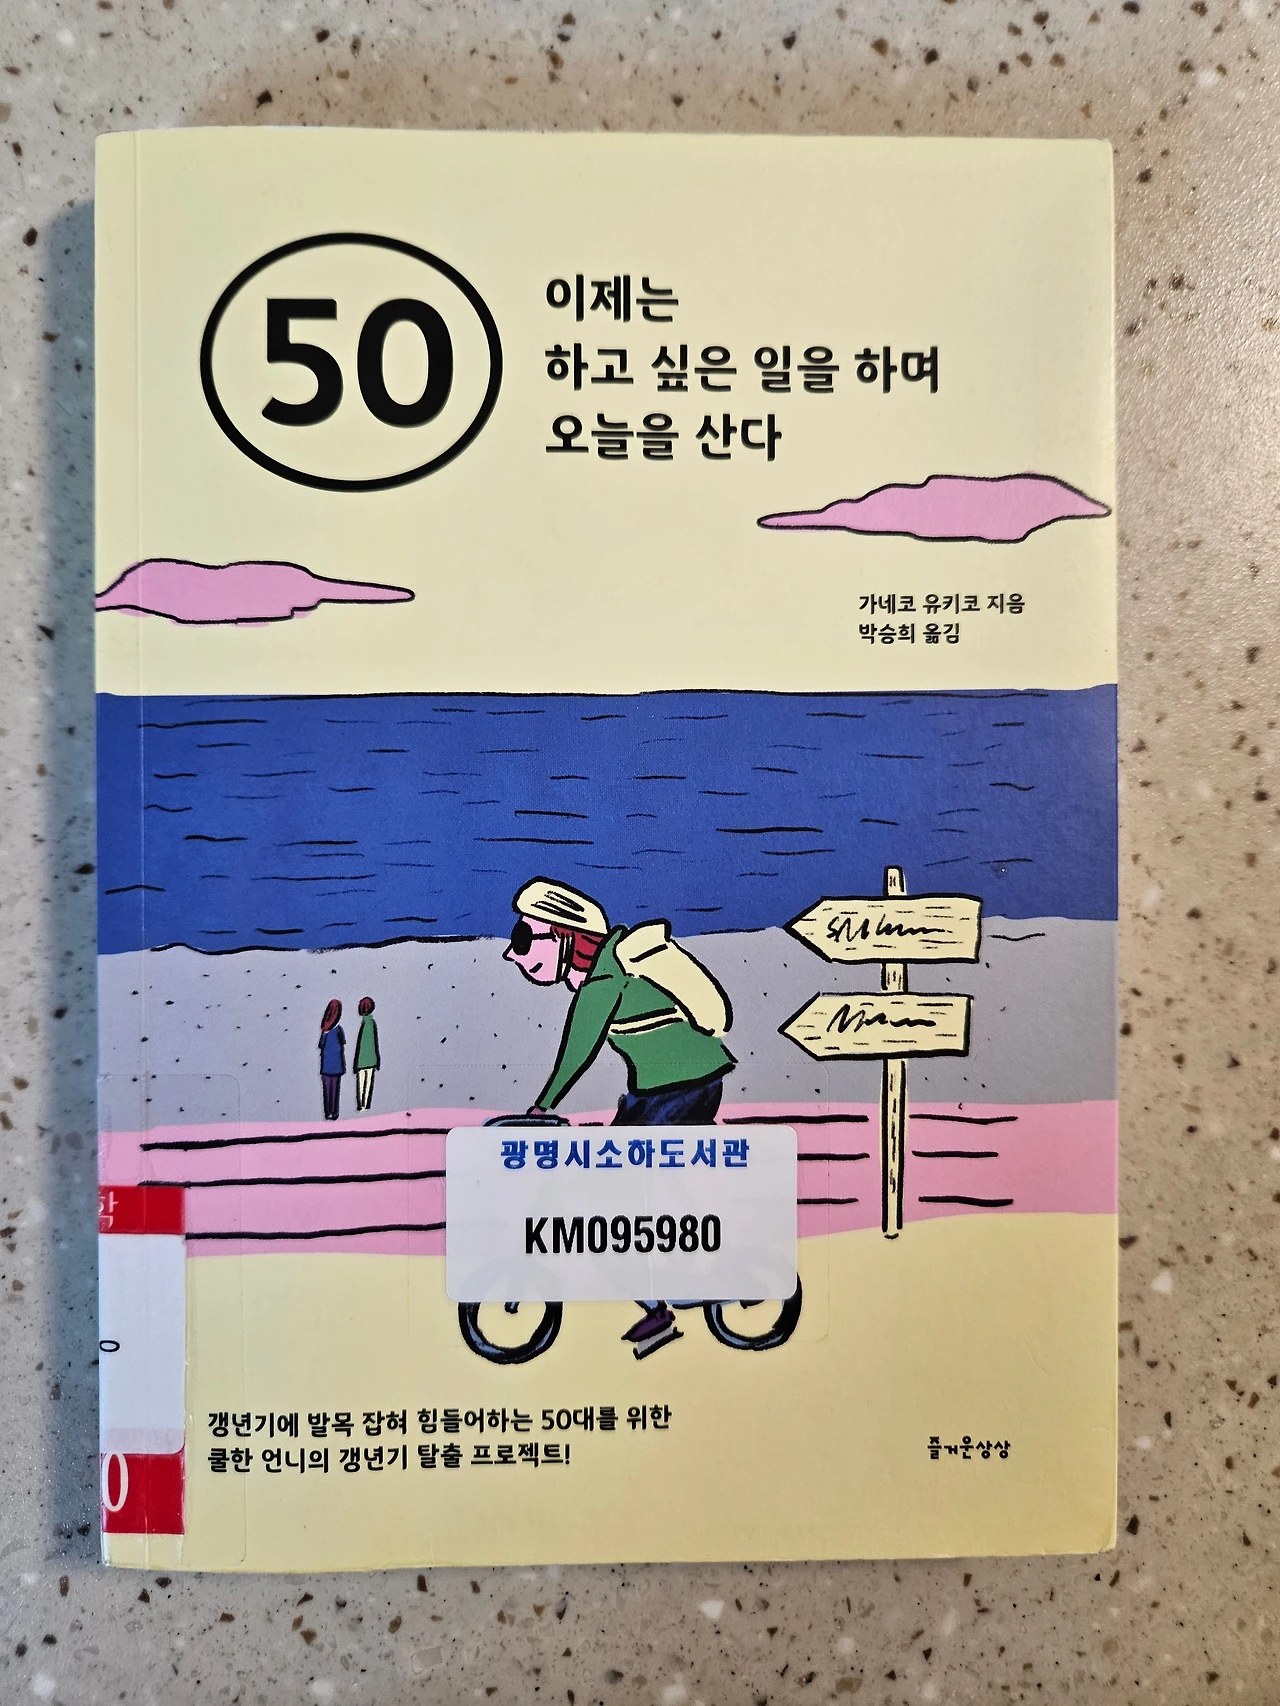 50
이제는
하고 싶은 일을 하며
오늘을 산다
가네코 유키코 지음
박승희 옮김
광명시소하도서관
KM095980
학
0
0
갱년기에 발목 잡혀 힘들어하는 50대를 위한
쿨한 언니의 갱년기 탈출 프로젝트!
즐거운상상